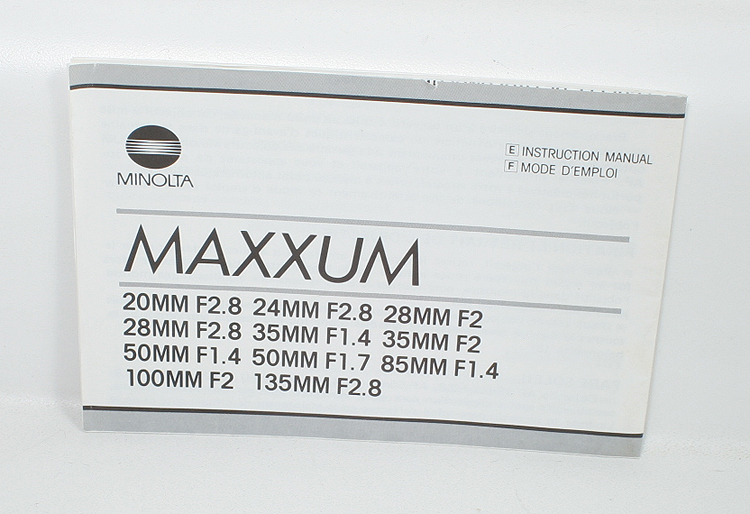 MINOLTA
E INSTRUCTION MANUAL
F MODE D'EMPLOI
MAXXUM
20MM F2.8 24MM F2.8 28MM F2
28MM F2.8 35MM F1.4 35MM F2
50MM F1.4 50MM F1.7 85MM F1.4
100MM F2 135MM F2.8